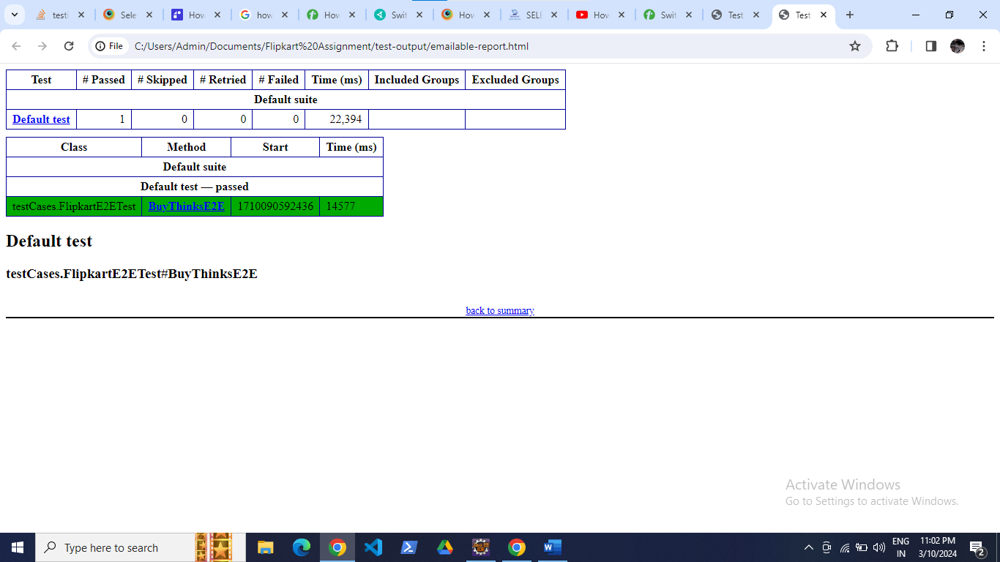 testi Sele How how How Swit How SELI How Swit Test Test
File C:/Users/Admin/Documents/Flipkart%20Assignment/test-output/emailable-report.html
Test # Passed # Skipped # Retried # Failed Time (ms) Included Groups Excluded Groups
Default suite
Default test 1 0 0 0 22,394
Class Method Start Time (ms)
Default suite
Default test — passed
testCases.FlipkartE2ETest BuyThinksE2E 1710090592436 14577
Default test
testCases.FlipkartE2ETest#BuyThinksE2E
back to summary
Activate Windows
Go to Settings to activate Windows.
Type here to search
ENG
IN
11:02 PM
3/10/2024
2